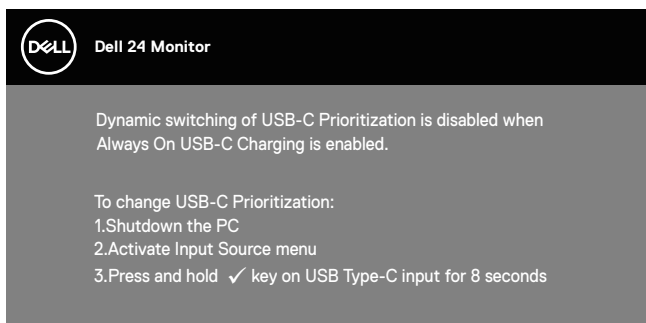 DELL
Dell 24 Monitor
Dynamic switching of USB-C Prioritization is disabled when
Always On USB-C Charging is enabled.
To change USB-C Prioritization:
1.Shutdown the PC
2.Activate Input Source menu
3.Press and hold ✓ key on USB Type-C input for 8 seconds